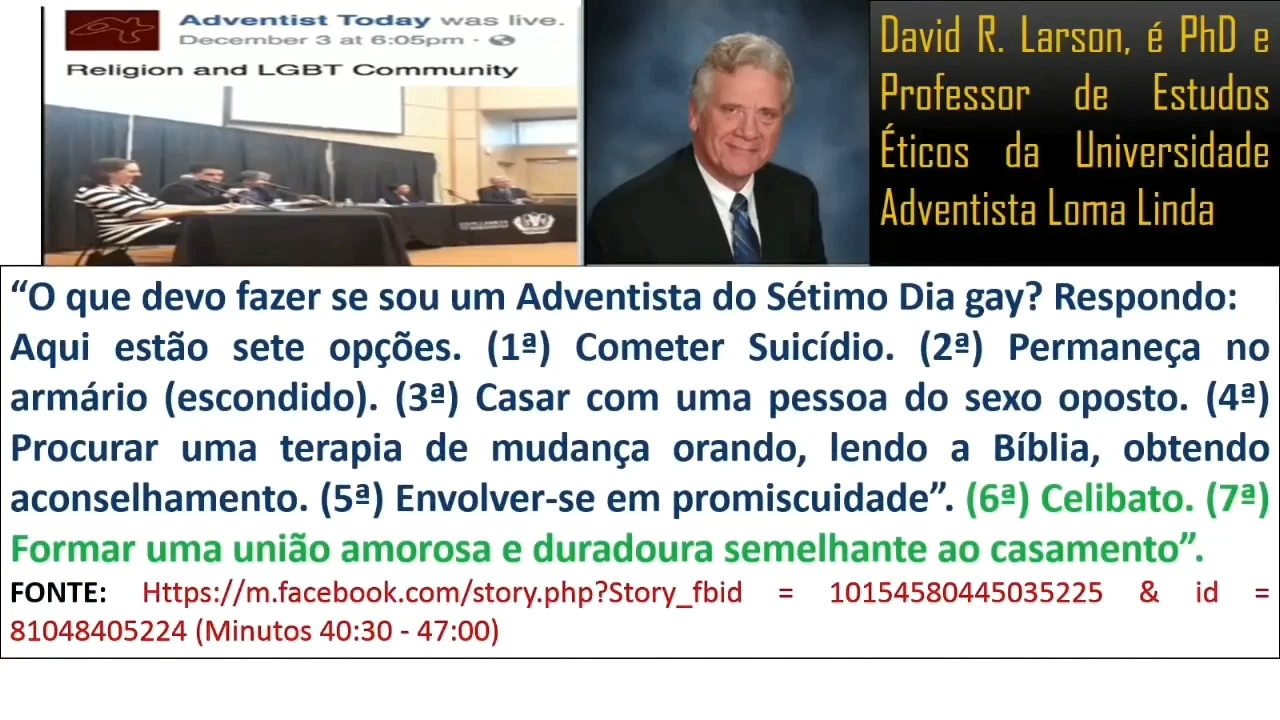 Adventist Today was live.
December 3 at 6:05pm ·
Religion and LGBT Community
David R. Larson, é PhD e
Professor de Estudos
Éticos da Universidade
Adventista Loma Linda
“O que devo fazer se sou um Adventista do Sétimo Dia gay? Respondo:
Aqui estão sete opções. (1ª) Cometer Suicídio. (2ª) Permaneça no
armário (escondido). (3ª) Casar com uma pessoa do sexo oposto. (4ª)
Procurar uma terapia de mudança orando, lendo a Bíblia, obtendo
aconselhamento. (5ª) Envolver-se em promiscuidade”. (6ª) Celibato. (7ª)
Formar uma união amorosa e duradoura semelhante ao casamento”.
FONTE: Https://m.facebook.com/story.php?Story_fbid = 10154580445035225 & id =
81048405224 (Minutos 40:30 - 47:00)